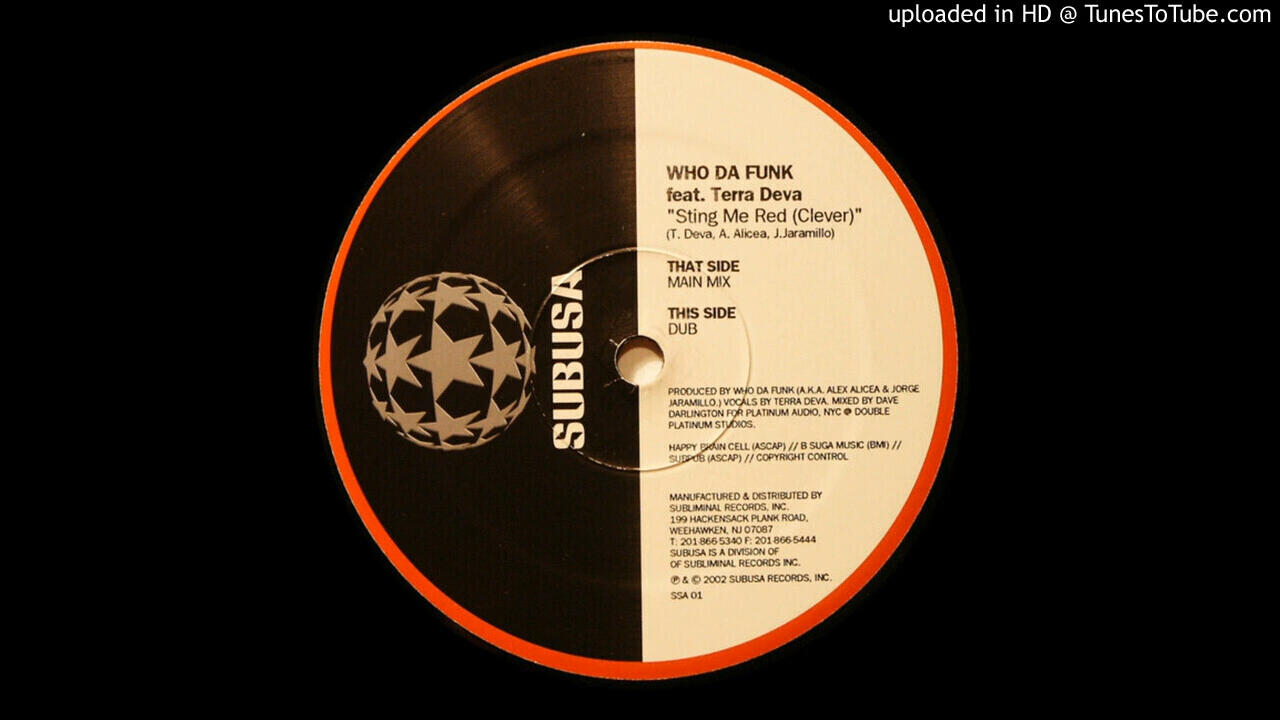 uploaded in HD @ TunesToTube.com
WHO DA FUNK
feat. Terra Deva
"Sting Me Red (Clever)"
(T. Deva, A. Alicea, J.Jaramillo)
THAT SIDE
MAIN MIX
THIS SIDE
DUB
SUBUSA
PRODUCED BY WHO DA FUNK (A.K.A. ALEX ALICEA & JORGE
JARAMILLO.) VOCALS BY TERRA DEVA. MIXED BY DAVE
DARLINGTON FOR PLATINUM AUDIO, NYC @ DOUBLE
PLATINUM STUDIOS.
HAPPY BRAIN CELL (ASCAP) // B SUGA MUSIC (BMI) //
SUBPUB (ASCAP) // COPYRIGHT CONTROL
MANUFACTURED & DISTRIBUTED BY
SUBLIMINAL RECORDS, INC.
199 HACKENSACK PLANK ROAD,
WEEHAWKEN, NJ 07087
T: 201·866·5340 F: 201·866·5444
SUBUSA IS A DIVISION OF
OF SUBLIMINAL RECORDS INC.
℗ & © 2002 SUBUSA RECORDS, INC.
SSA 01